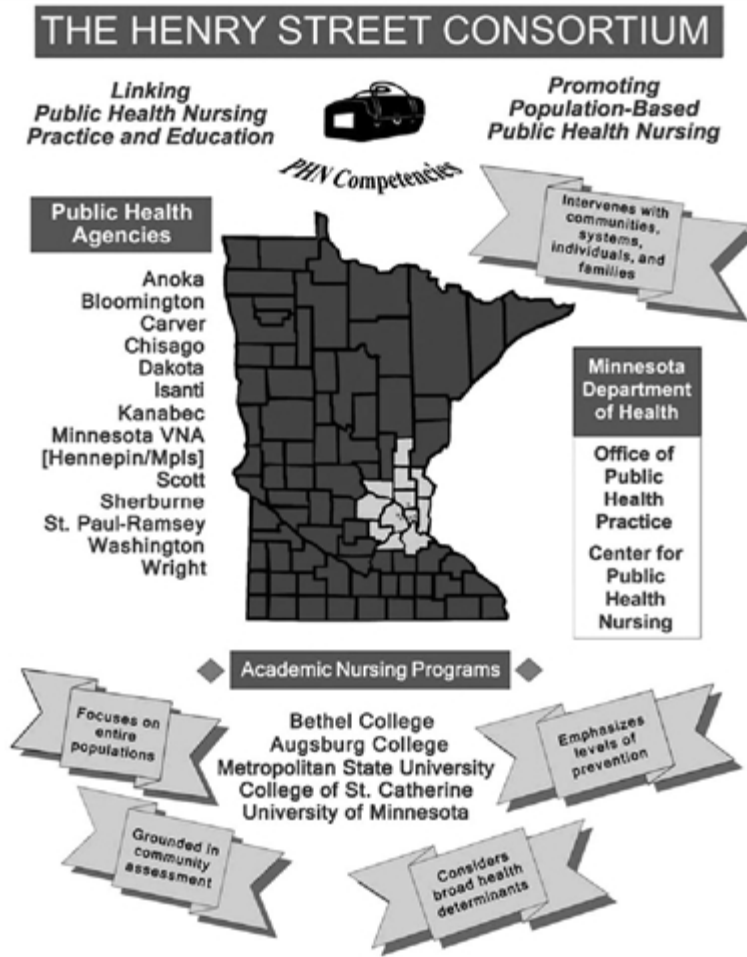 THE HENRY STREET CONSORTIUM
Linking
Public Health Nursing
Practice and Education
Promoting
Population-Based
Public Health Nursing
PHN Competencies
Intervenes with
communities,
systems,
individuals, and
families
Public Health
Agencies
Anoka
Bloomington
Carver
Chisago
Dakota
Isanti
Kanabec
Minnesota VNA
[Hennepin/Mpls]
Scott
Sherburne
St. Paul-Ramsey
Washington
Wright
Minnesota
Department
of Health
Office of
Public
Health
Practice
Center for
Public
Health
Nursing
Academic Nursing Programs
Bethel College
Augsburg College
Metropolitan State University
College of St. Catherine
University of Minnesota
Focuses on
entire
populations
Emphasizes
levels of
prevention
Grounded in
community
assessment
Considers
broad health
determinants